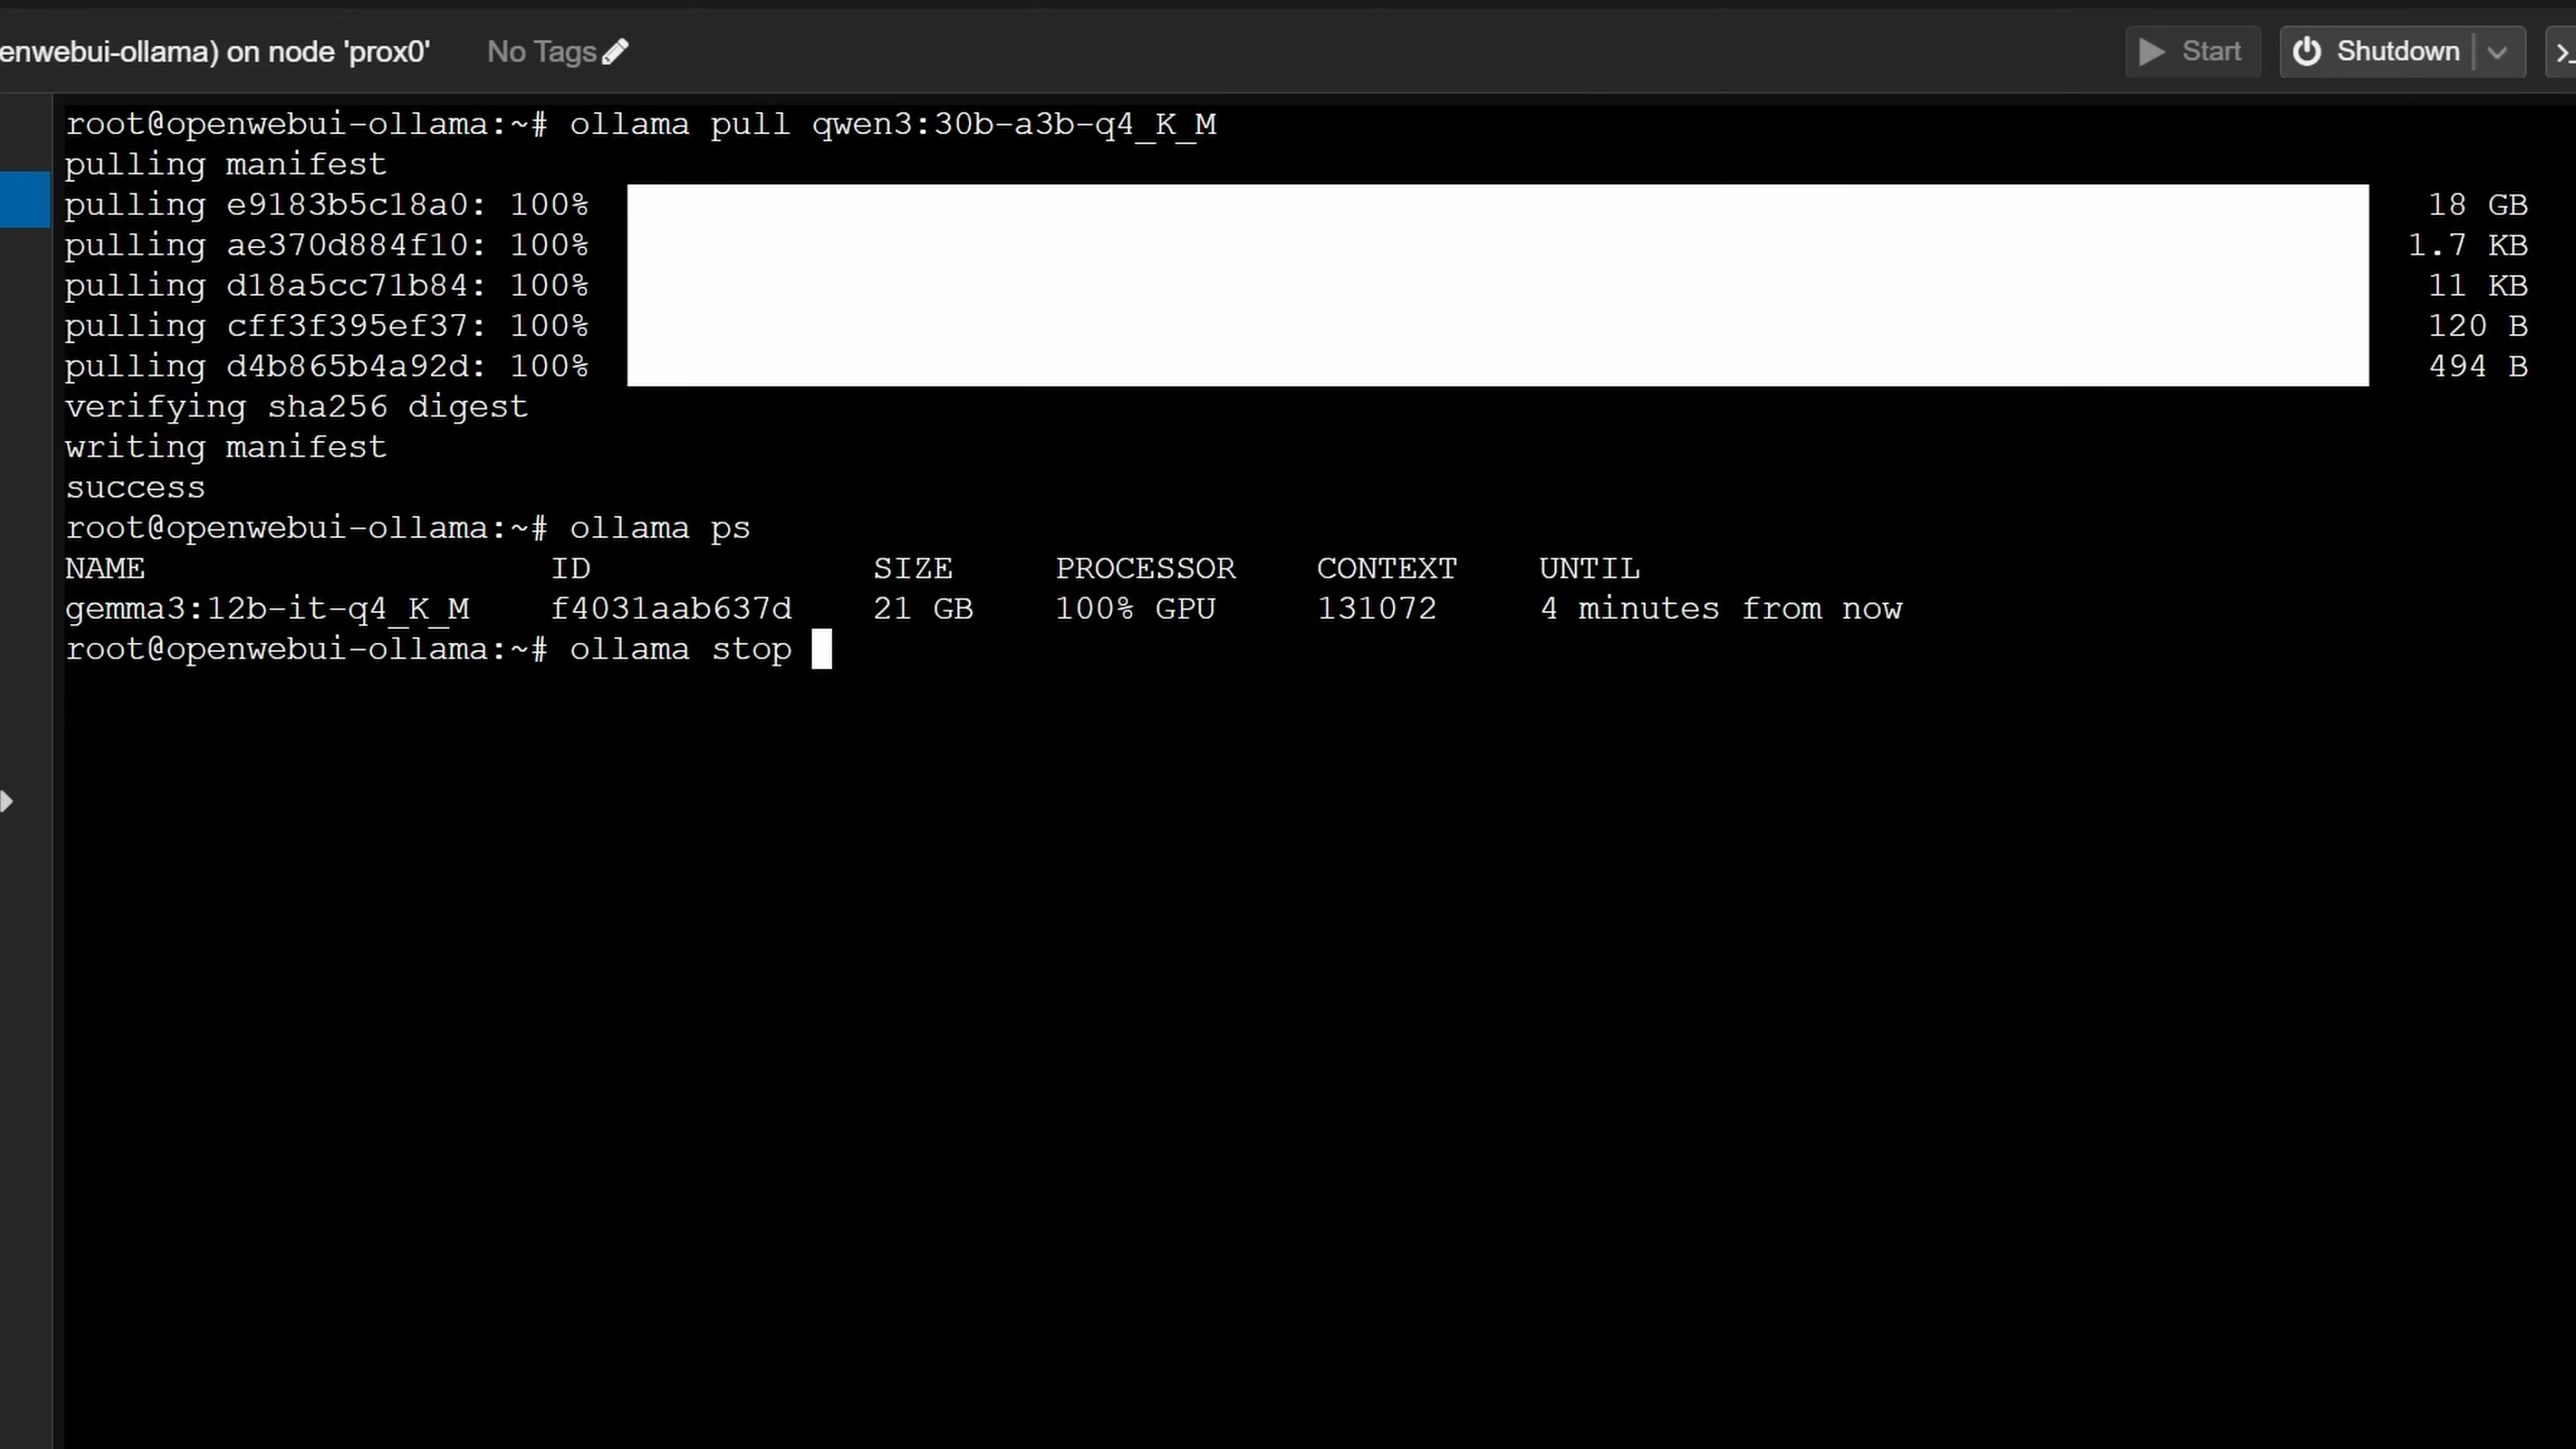 enwebui-ollama) on node 'prox0' No Tags Start Shutdown
root@openwebui-ollama:~# ollama pull qwen3:30b-a3b-q4_K_M
pulling manifest
pulling e9183b5c18a0: 100% 18 GB
pulling ae370d884f10: 100% 1.7 KB
pulling d18a5cc71b84: 100% 11 KB
pulling cff3f395ef37: 100% 120 B
pulling d4b865b4a92d: 100% 494 B
verifying sha256 digest
writing manifest
success
root@openwebui-ollama:~# ollama ps
NAME ID SIZE PROCESSOR CONTEXT UNTIL
gemma3:12b-it-q4_K_M f4031aab637d 21 GB 100% GPU 131072 4 minutes from now
root@openwebui-ollama:~# ollama stop